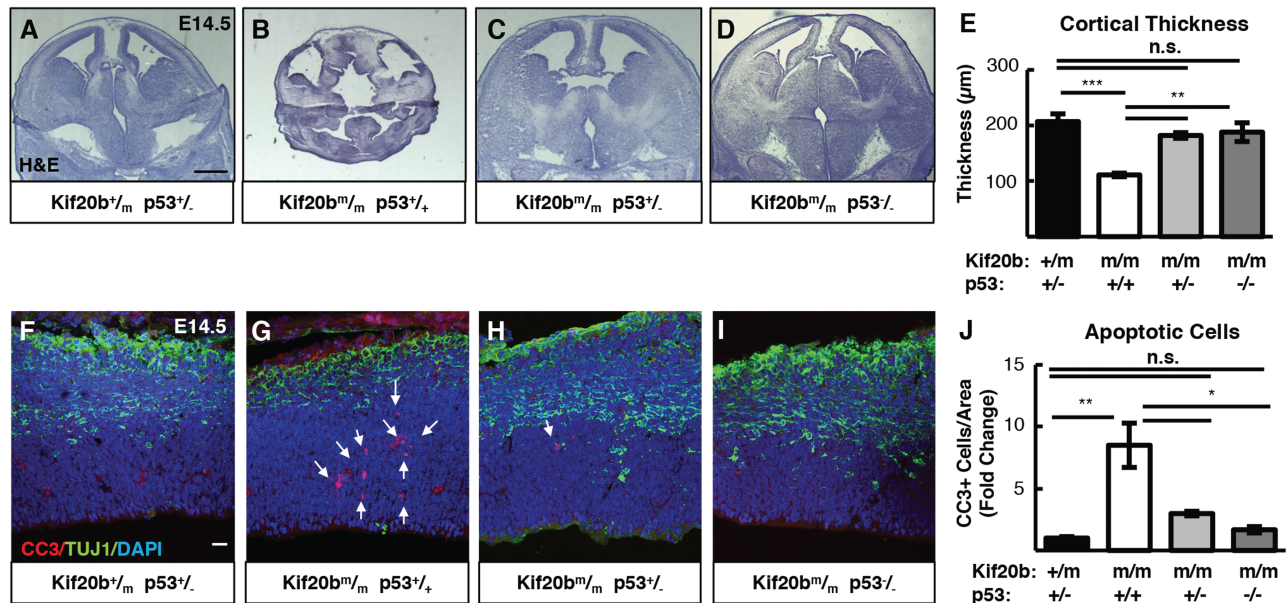 A E14.5
H&E
Kif20b+/m p53+/-
B
Kif20bm/m p53+/+
C
Kif20bm/m p53+/-
D
Kif20bm/m p53-/-
E Cortical Thickness
n.s.
***
**
Thickness (µm)
300
200
100
Kif20b: +/m m/m m/m m/m
p53: +/- +/+ +/- -/-
F E14.5
CC3/TUJ1/DAPI
Kif20b+/m p53+/-
G
Kif20bm/m p53+/+
H
Kif20bm/m p53+/-
I
Kif20bm/m p53-/-
J Apoptotic Cells
n.s.
**
*
CC3+ Cells/Area
(Fold Change)
15
10
5
Kif20b: +/m m/m m/m m/m
p53: +/- +/+ +/- -/-